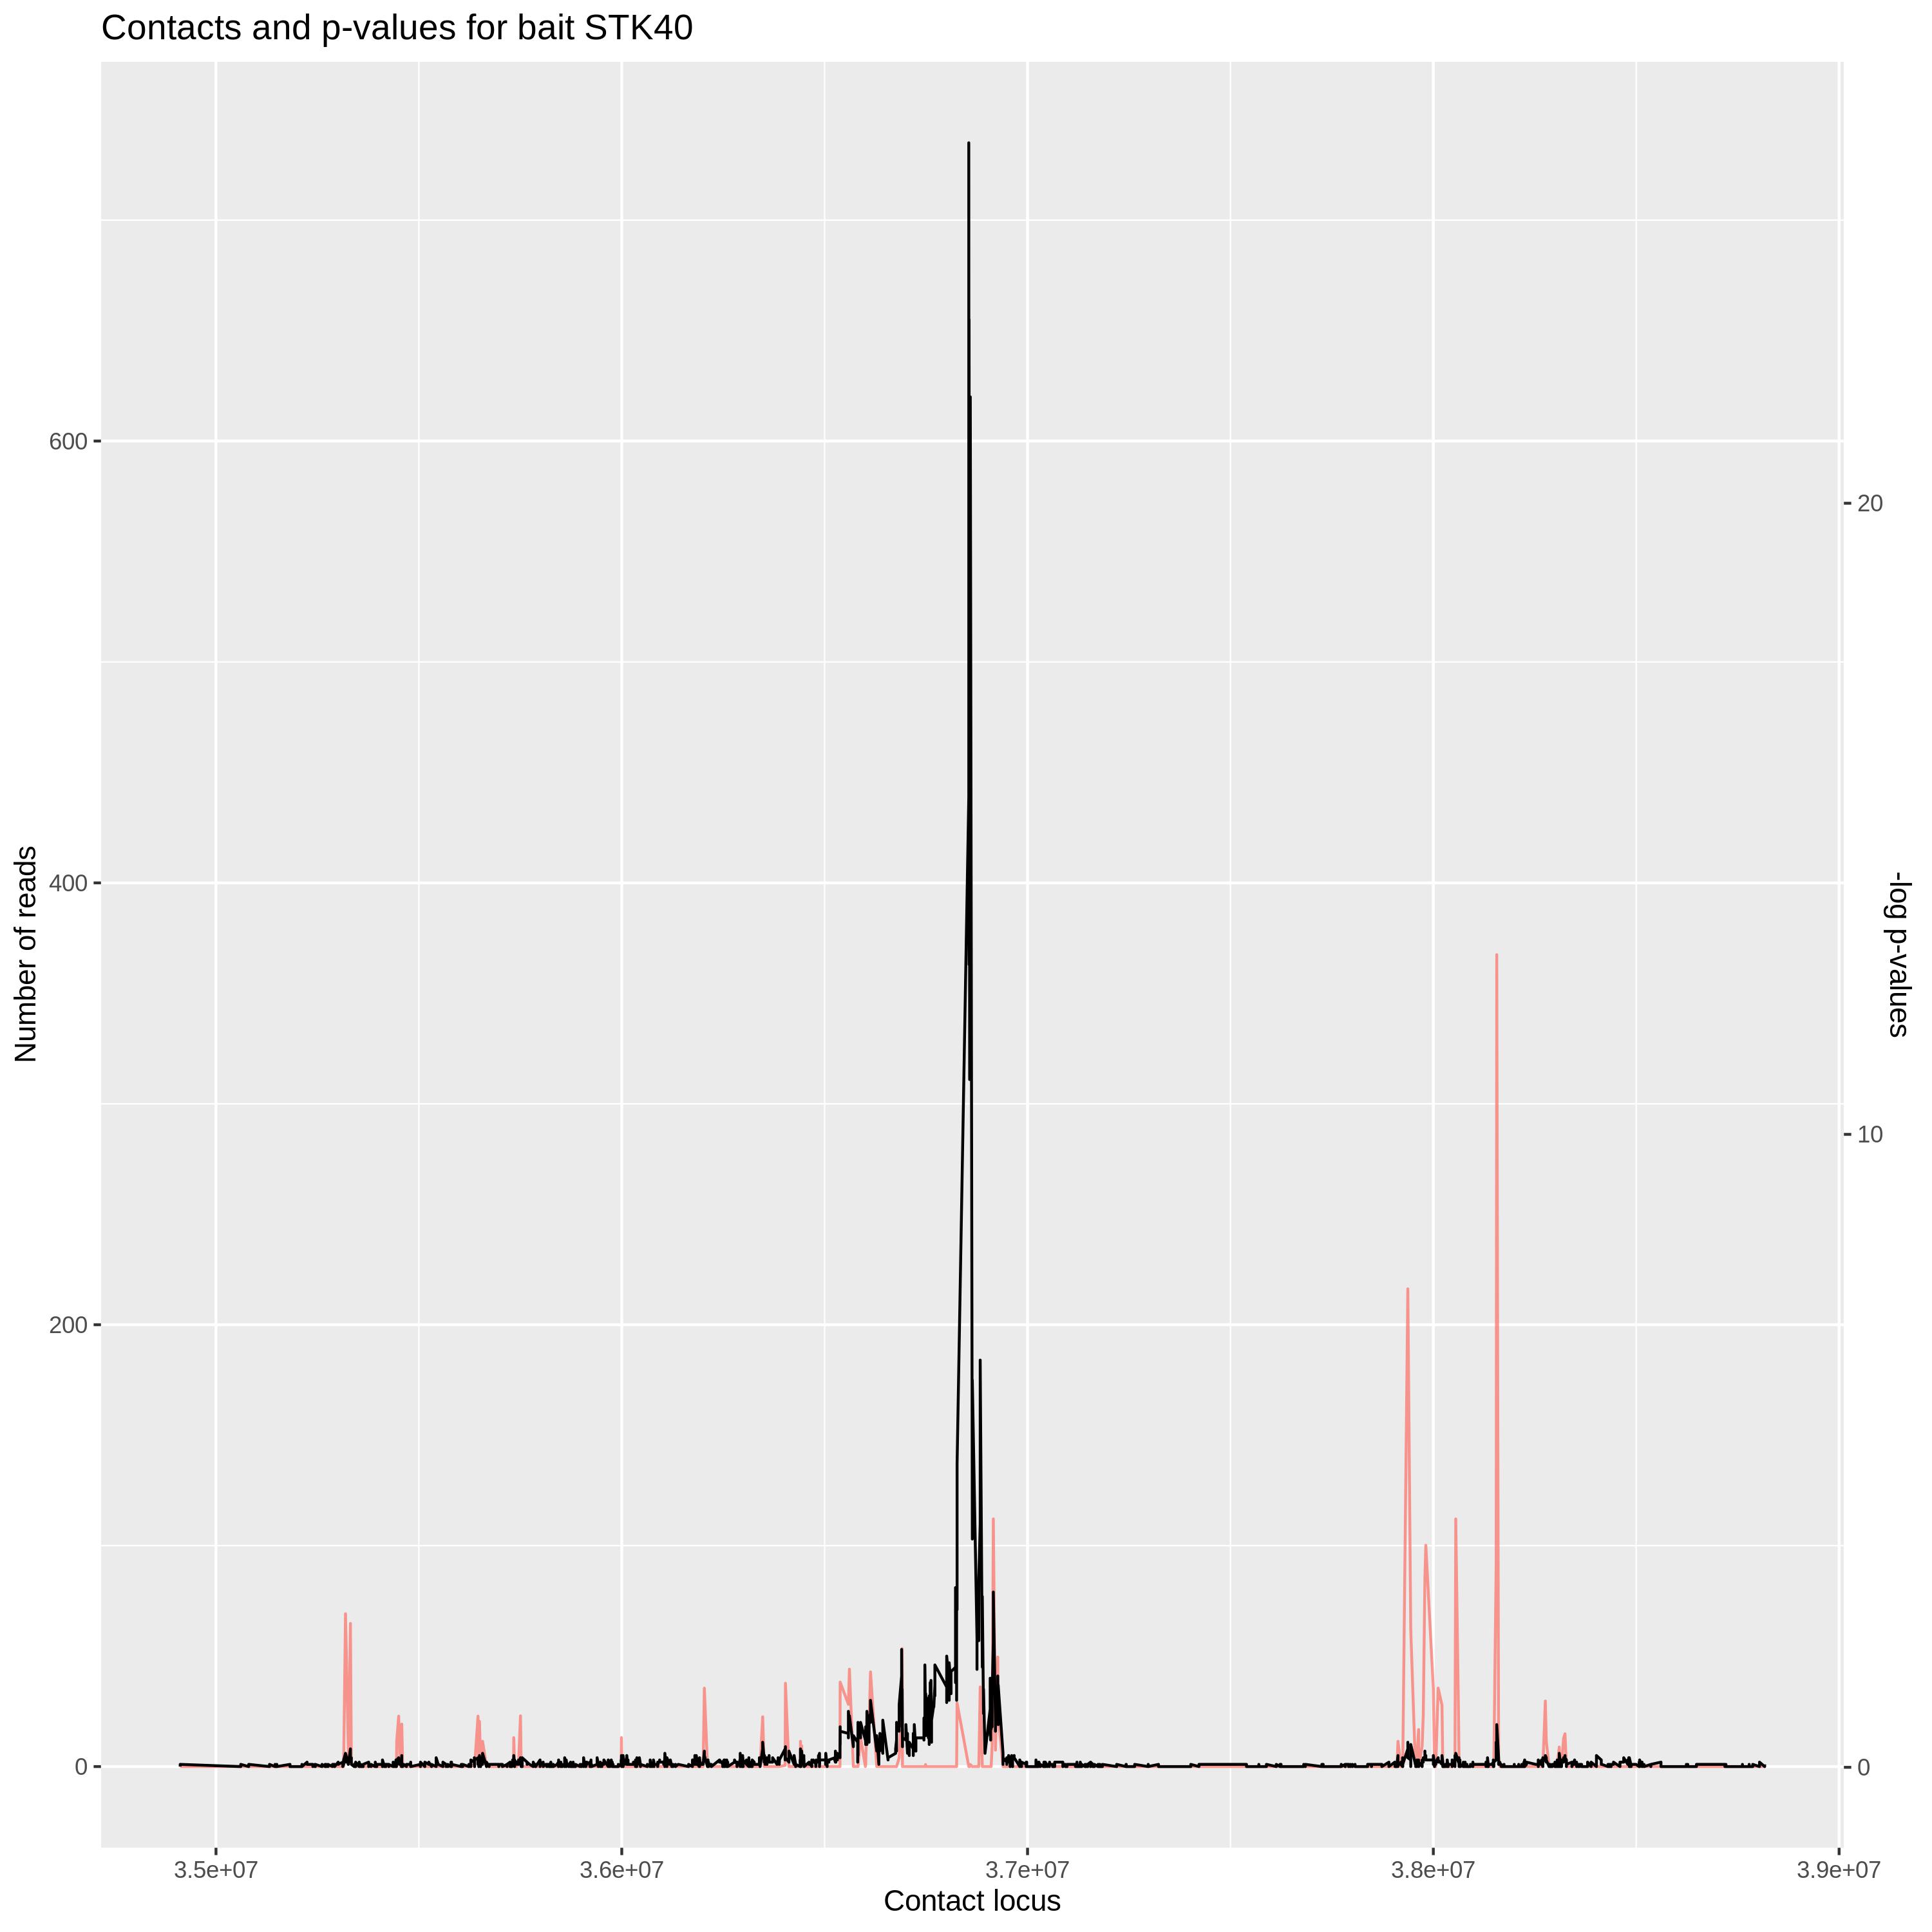 Contacts and p-values for bait STK40
Number of reads
600
400
200
0
20
10
0
-log p-values
3.5e+07
3.6e+07
3.7e+07
3.8e+07
3.9e+07
Contact locus